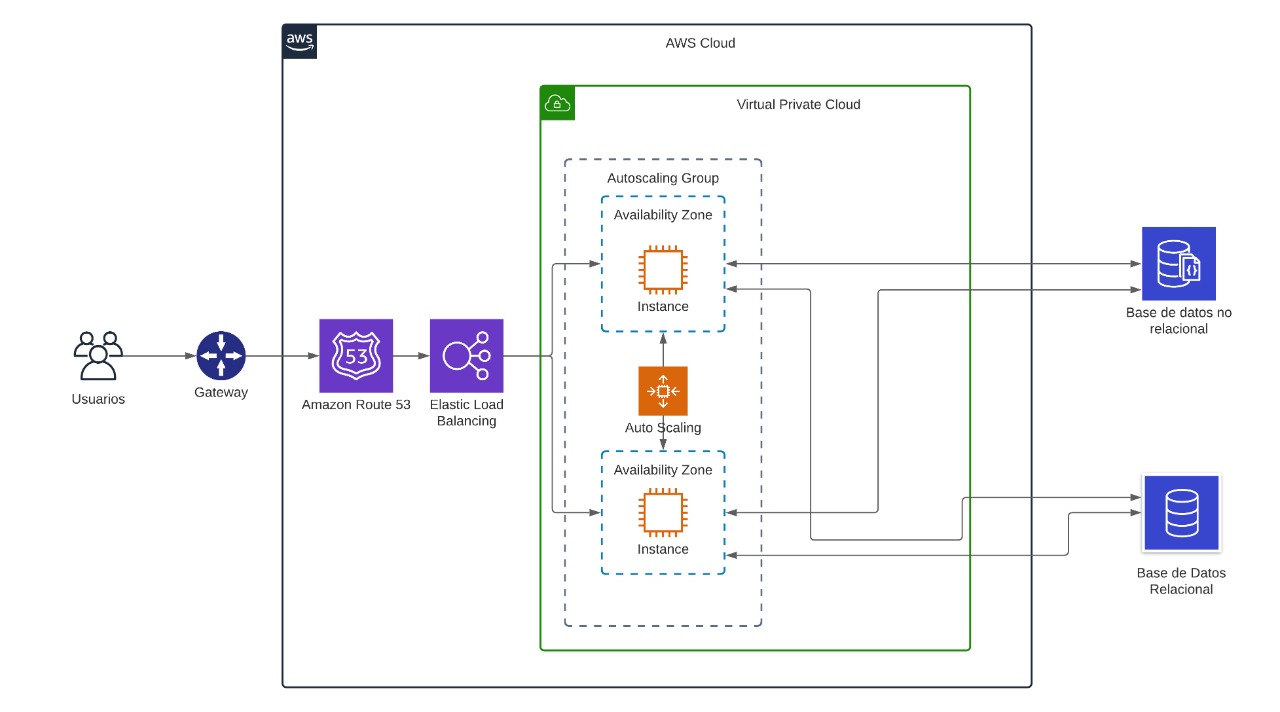 aws
AWS Cloud
Virtual Private Cloud
Autoscaling Group
Availability Zone
Instance
Auto Scaling
Availability Zone
Instance
Usuarios
Gateway
53
Amazon Route 53
Elastic Load
Balancing
{}
Base de datos no
relacional
Base de Datos
Relacional